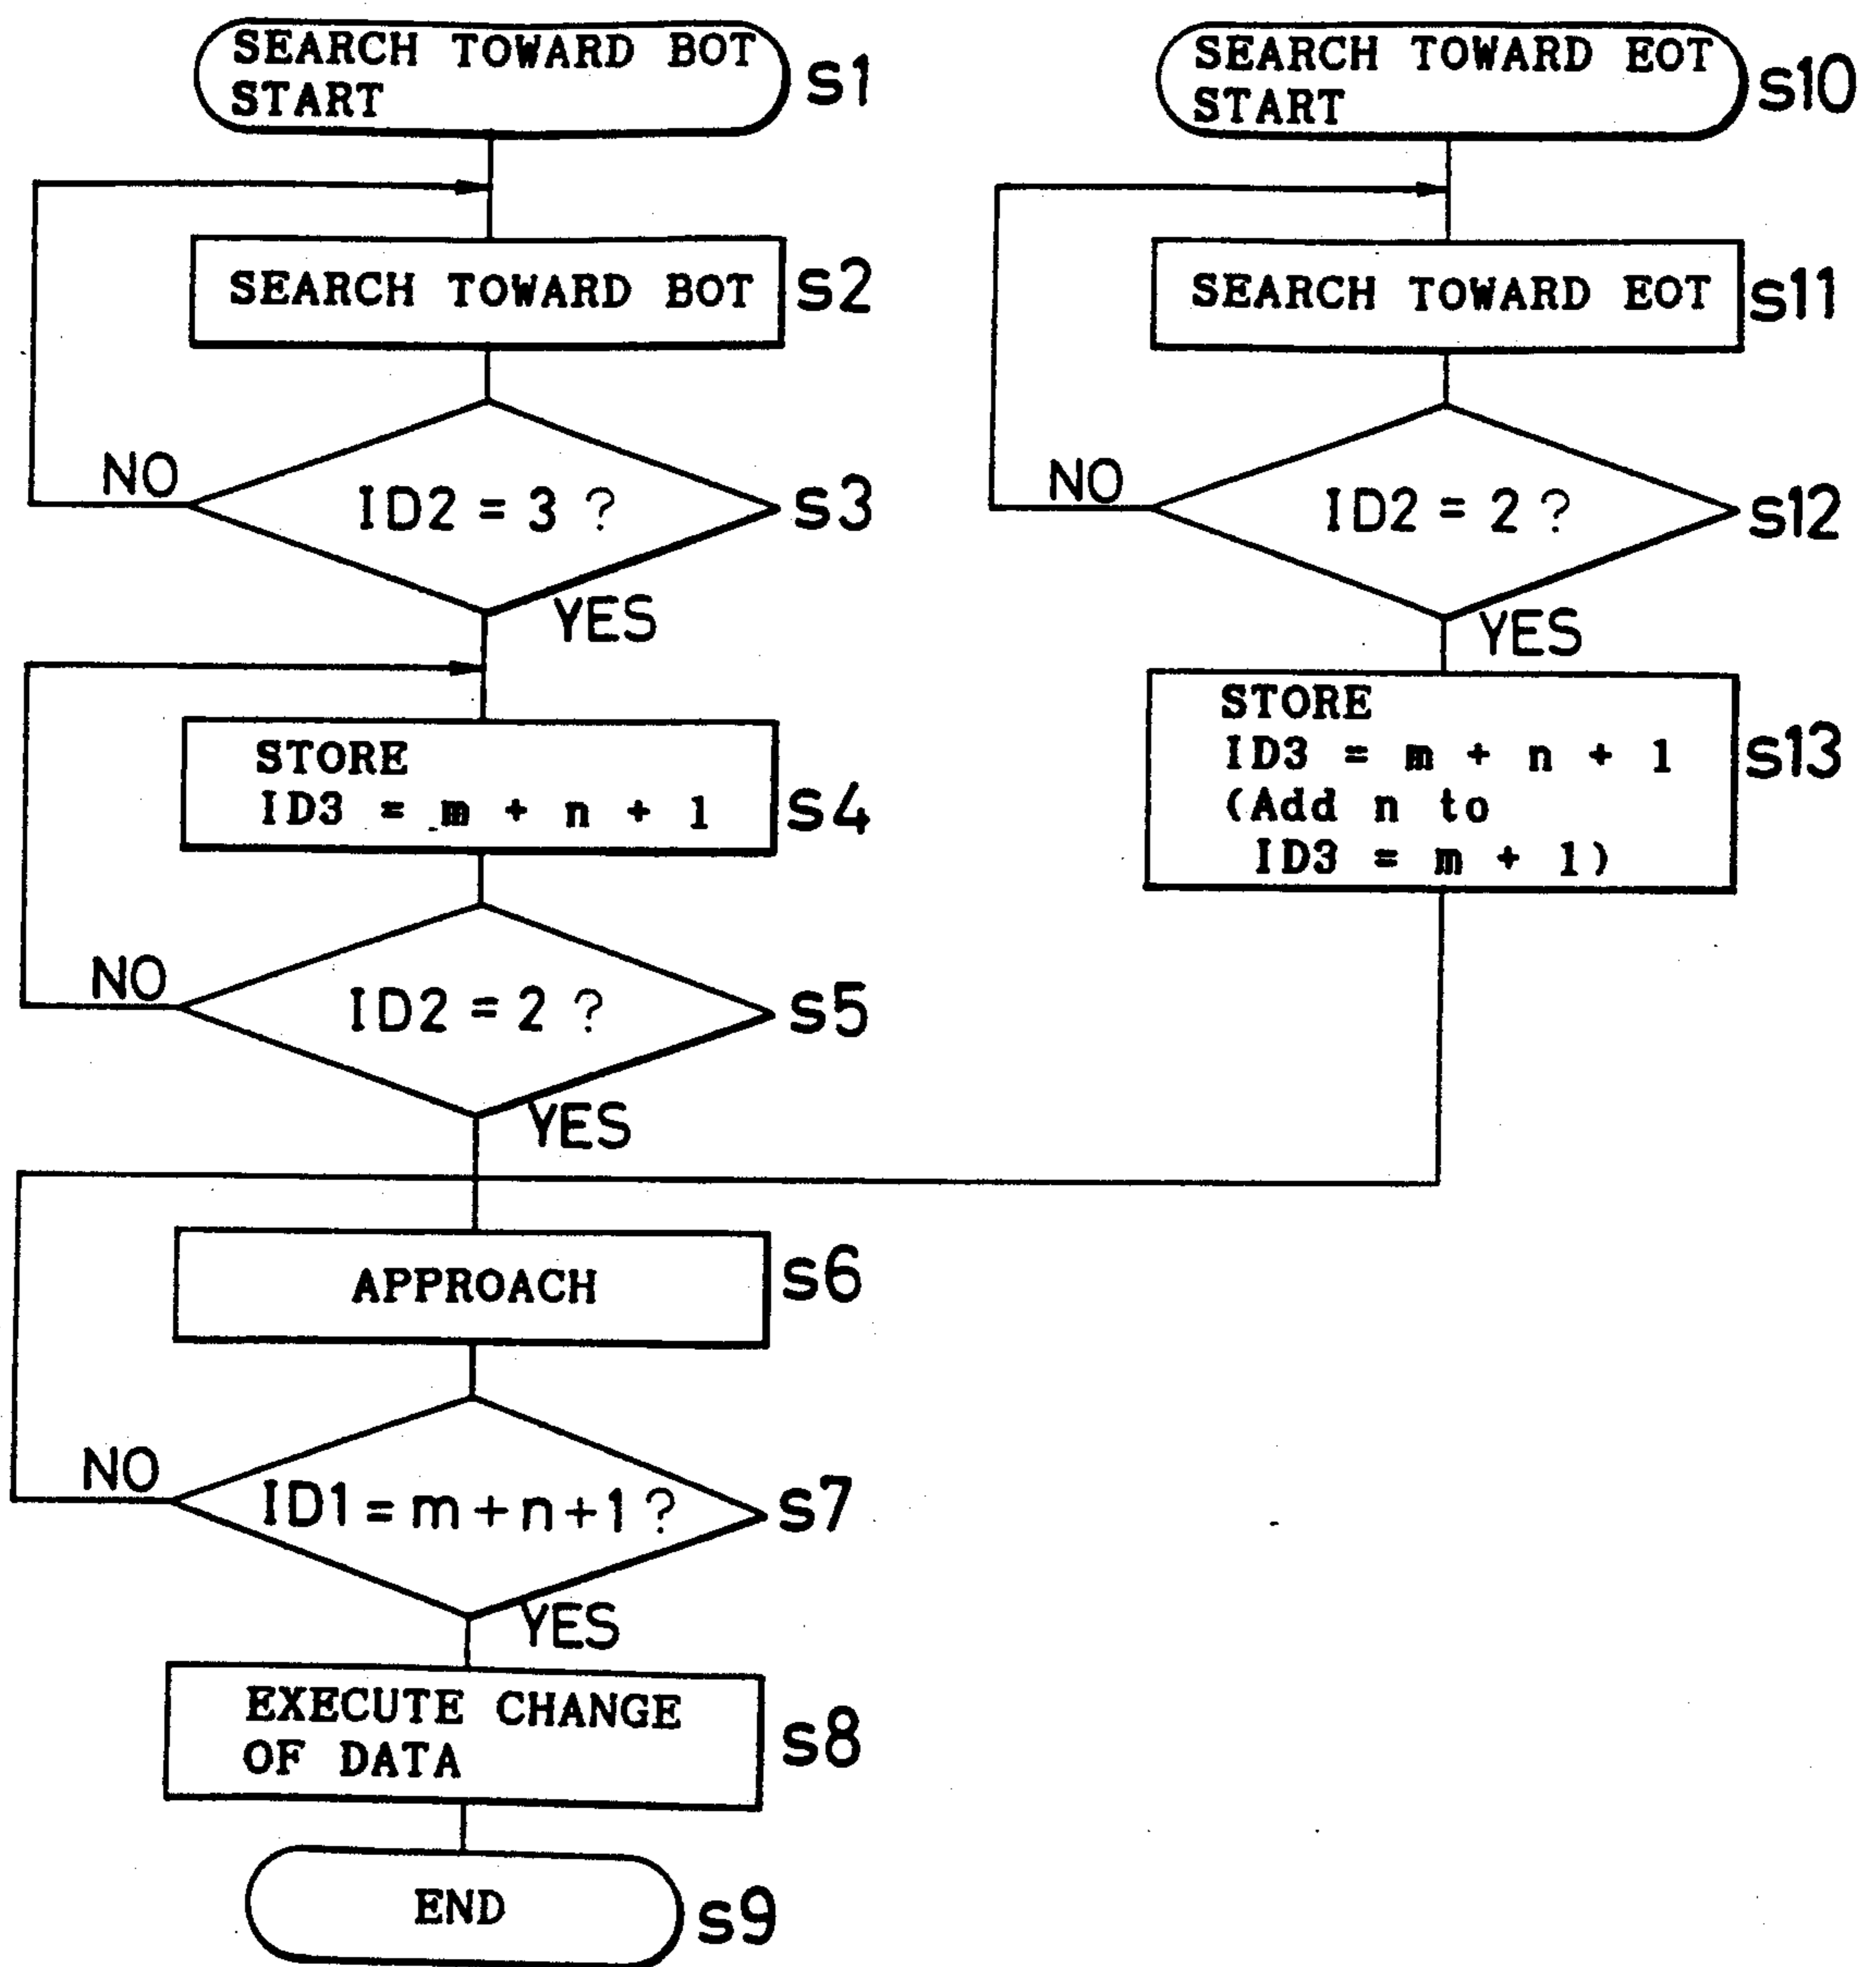 SEARCH TOWARD BOT
START
s1
SEARCH TOWARD BOT
s2
NO
ID2 = 3 ?
s3
YES
STORE
ID3 = m + n + 1
s4
NO
ID2 = 2 ?
s5
YES
APPROACH
s6
NO
ID1 = m + n + 1 ?
s7
YES
EXECUTE CHANGE
OF DATA
s8
END
s9
SEARCH TOWARD EOT
START
s10
SEARCH TOWARD EOT
s11
NO
ID2 = 2 ?
s12
YES
STORE
ID3 = m + n + 1
(Add n to
ID3 = m + 1)
s13